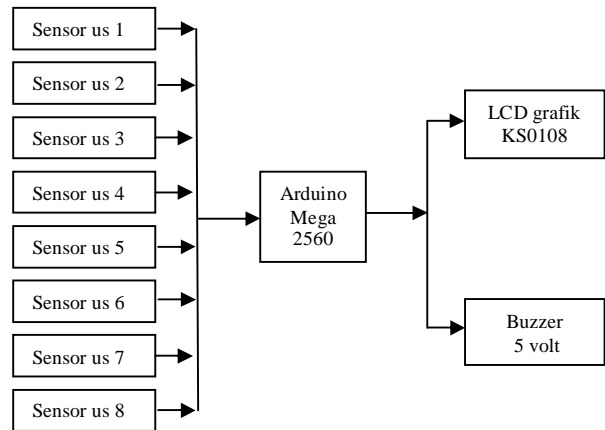 Sensor us 1
Sensor us 2
Sensor us 3
Sensor us 4
Sensor us 5
Sensor us 6
Sensor us 7
Sensor us 8
Arduino
Mega
2560
LCD grafik
KS0108
Buzzer
5 volt